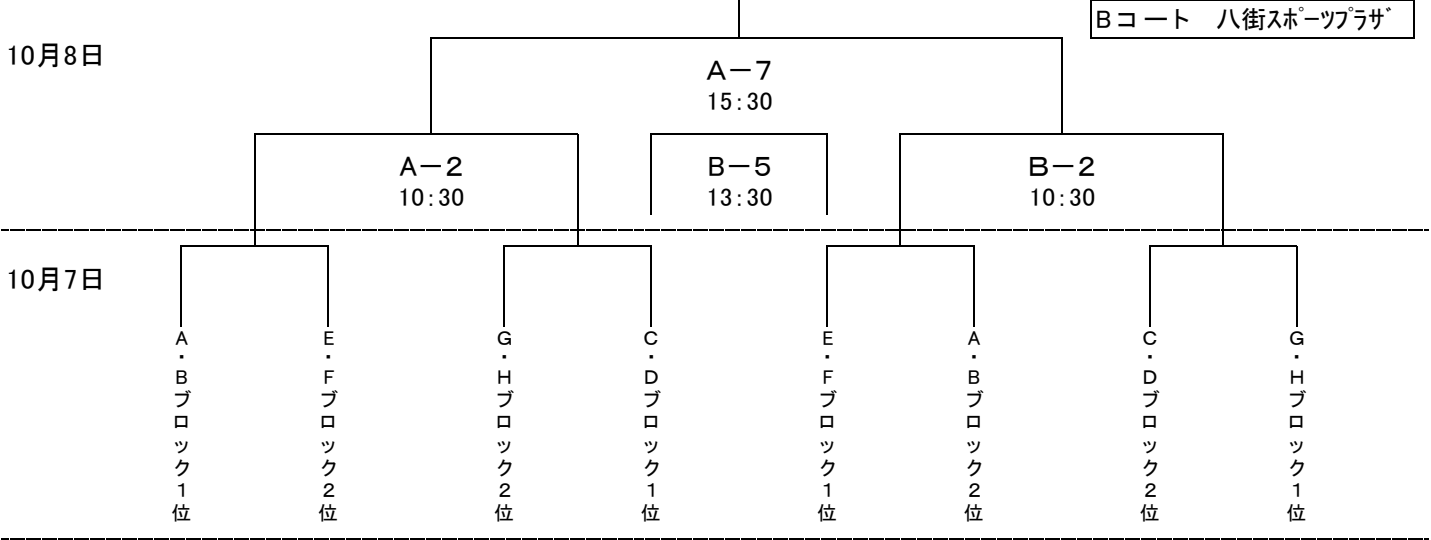 Bコート　八街ｽﾎﾟｰﾂﾌﾟﾗｻﾞ
10月8日
A－7
15:30
A－2
10:30
B－5
13:30
B－2
10:30
10月7日
A・Bブロック1位
E・Fブロック2位
G・Hブロック2位
C・Dブロック1位
E・Fブロック1位
A・Bブロック2位
C・Dブロック2位
G・Hブロック1位